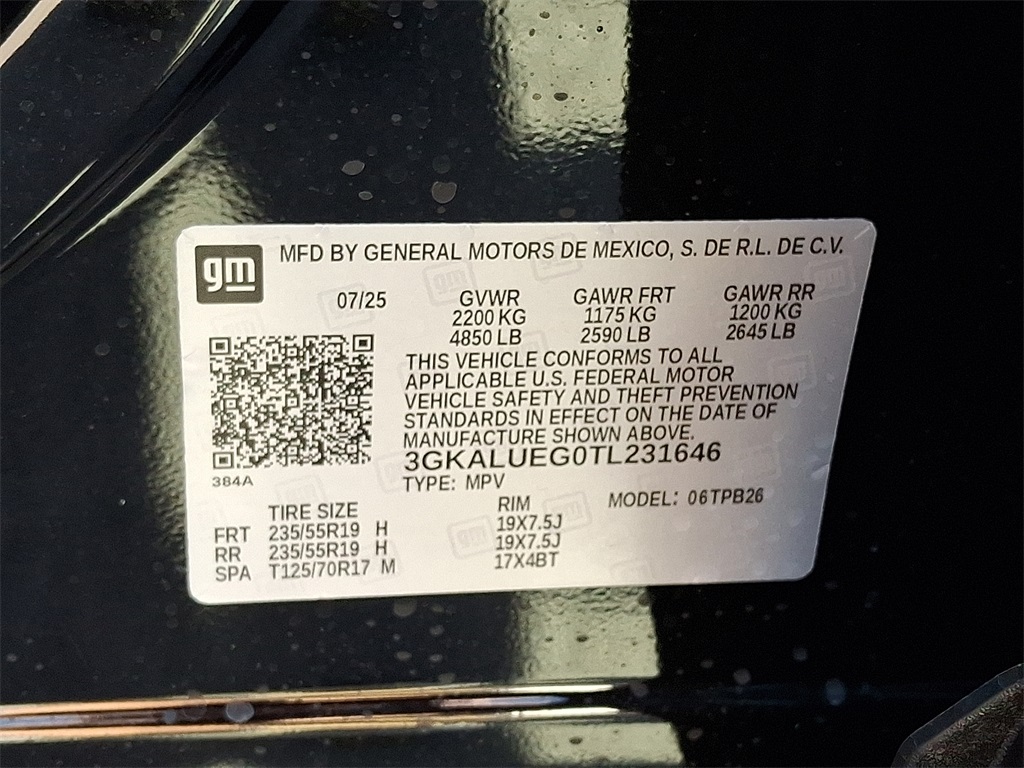 gm MFD BY GENERAL MOTORS DE MEXICO, S. DE R.L. DE C.V.
07/25 GVWR GAWR FRT GAWR RR
2200 KG 1175 KG 1200 KG
4850 LB 2590 LB 2645 LB
THIS VEHICLE CONFORMS TO ALL
APPLICABLE U.S. FEDERAL MOTOR
VEHICLE SAFETY AND THEFT PREVENTION
STANDARDS IN EFFECT ON THE DATE OF
MANUFACTURE SHOWN ABOVE.
3GKALUEG0TL231646
384A
TYPE: MPV MODEL: 06TPB26
TIRE SIZE RIM
FRT 235/55R19 H 19X7.5J
RR 235/55R19 H 19X7.5J
SPA T125/70R17 M 17X4BT